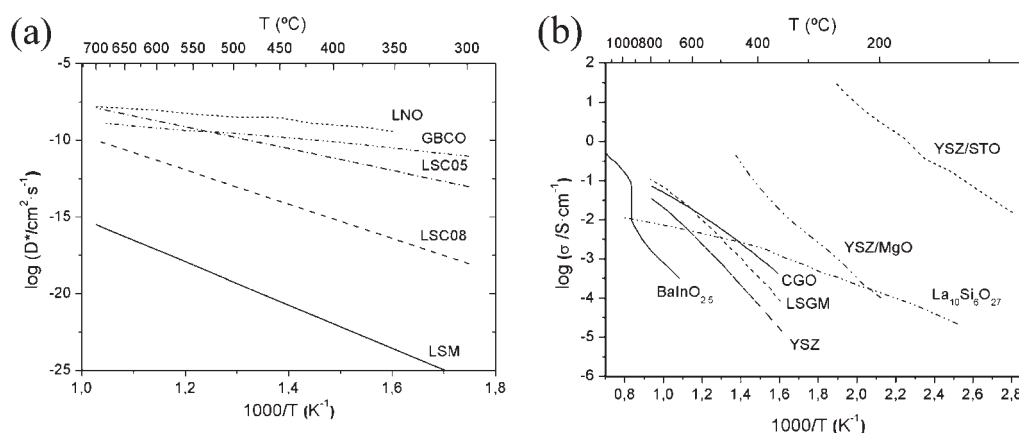 (a)
T (ºC)
700 650 600 550 500 450 400 350 300
-5
-10
-15
-20
-25
log (D*/cm²·s⁻¹)
LNO
GBCO
LSC05
LSC08
LSM
1,0 1,2 1,4 1,6 1,8
1000/T (K⁻¹)
(b)
T (ºC)
1000 800 600 400 200
2
1
0
-1
-2
-3
-4
-5
-6
log (σ /S·cm⁻¹)
YSZ/STO
YSZ/MgO
CGO
BaInO₂.₅
LSGM
La₁₀Si₆O₂₇
YSZ
0,8 1,0 1,2 1,4 1,6 1,8 2,0 2,2 2,4 2,6 2,8
1000/T (K⁻¹)